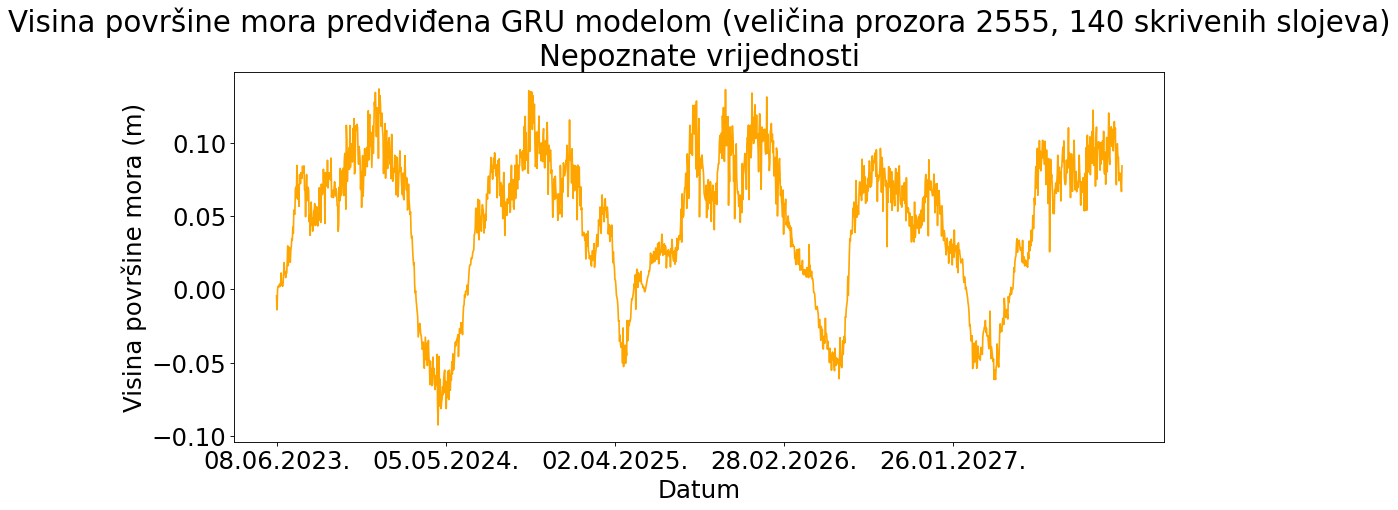 Visina površine mora predviđena GRU modelom (veličina prozora 2555, 140 skrivenih slojeva)
Nepoznate vrijednosti
Visina površine mora (m)
0.10
0.05
0.00
−0.05
−0.10
08.06.2023. 05.05.2024. 02.04.2025. 28.02.2026. 26.01.2027.
Datum